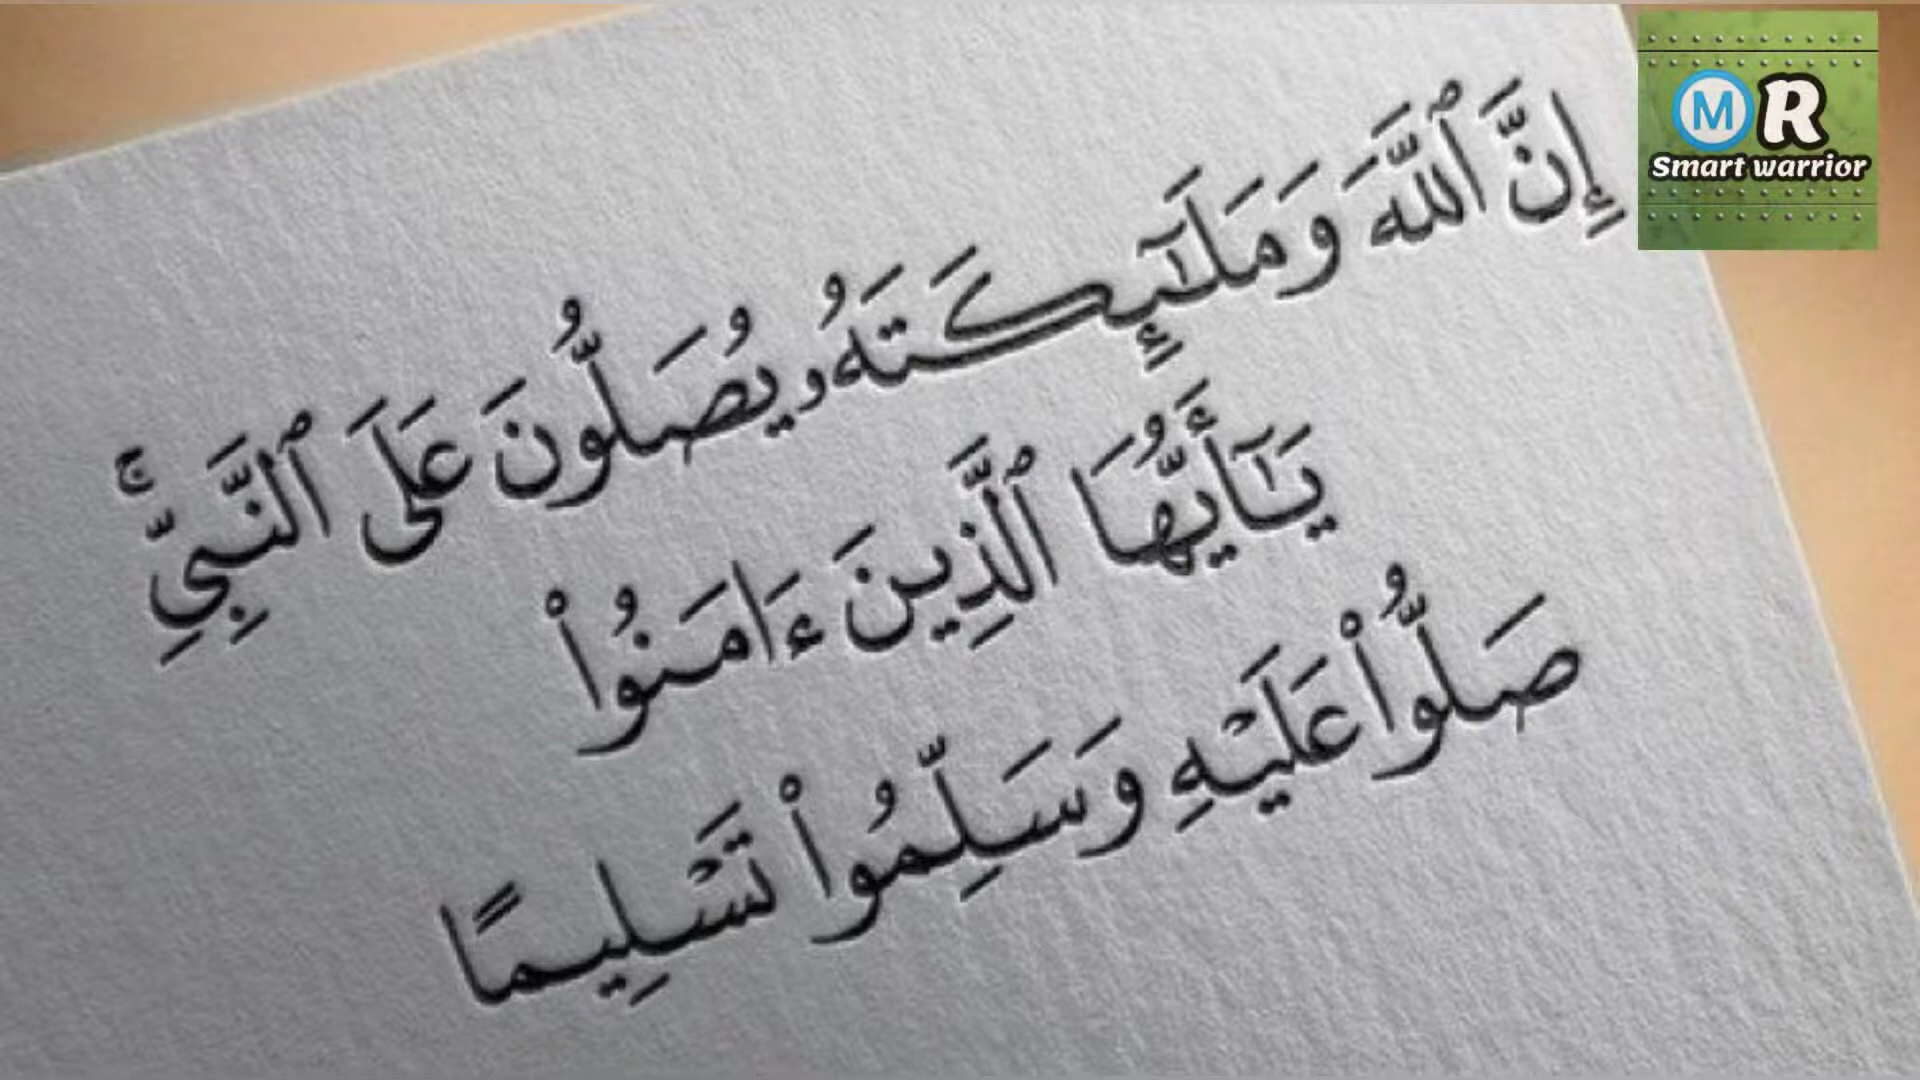 إِنَّ ٱللَّهَ وَمَلَـٰٓئِكَتَهُۥ يُصَلُّونَ عَلَى ٱلنَّبِىِّ ۚ
يَـٰٓأَيُّهَا ٱلَّذِينَ ءَامَنُوا۟
صَلُّوا۟ عَلَيْهِ وَسَلِّمُوا۟ تَسْلِيمًا
M R
Smart warrior